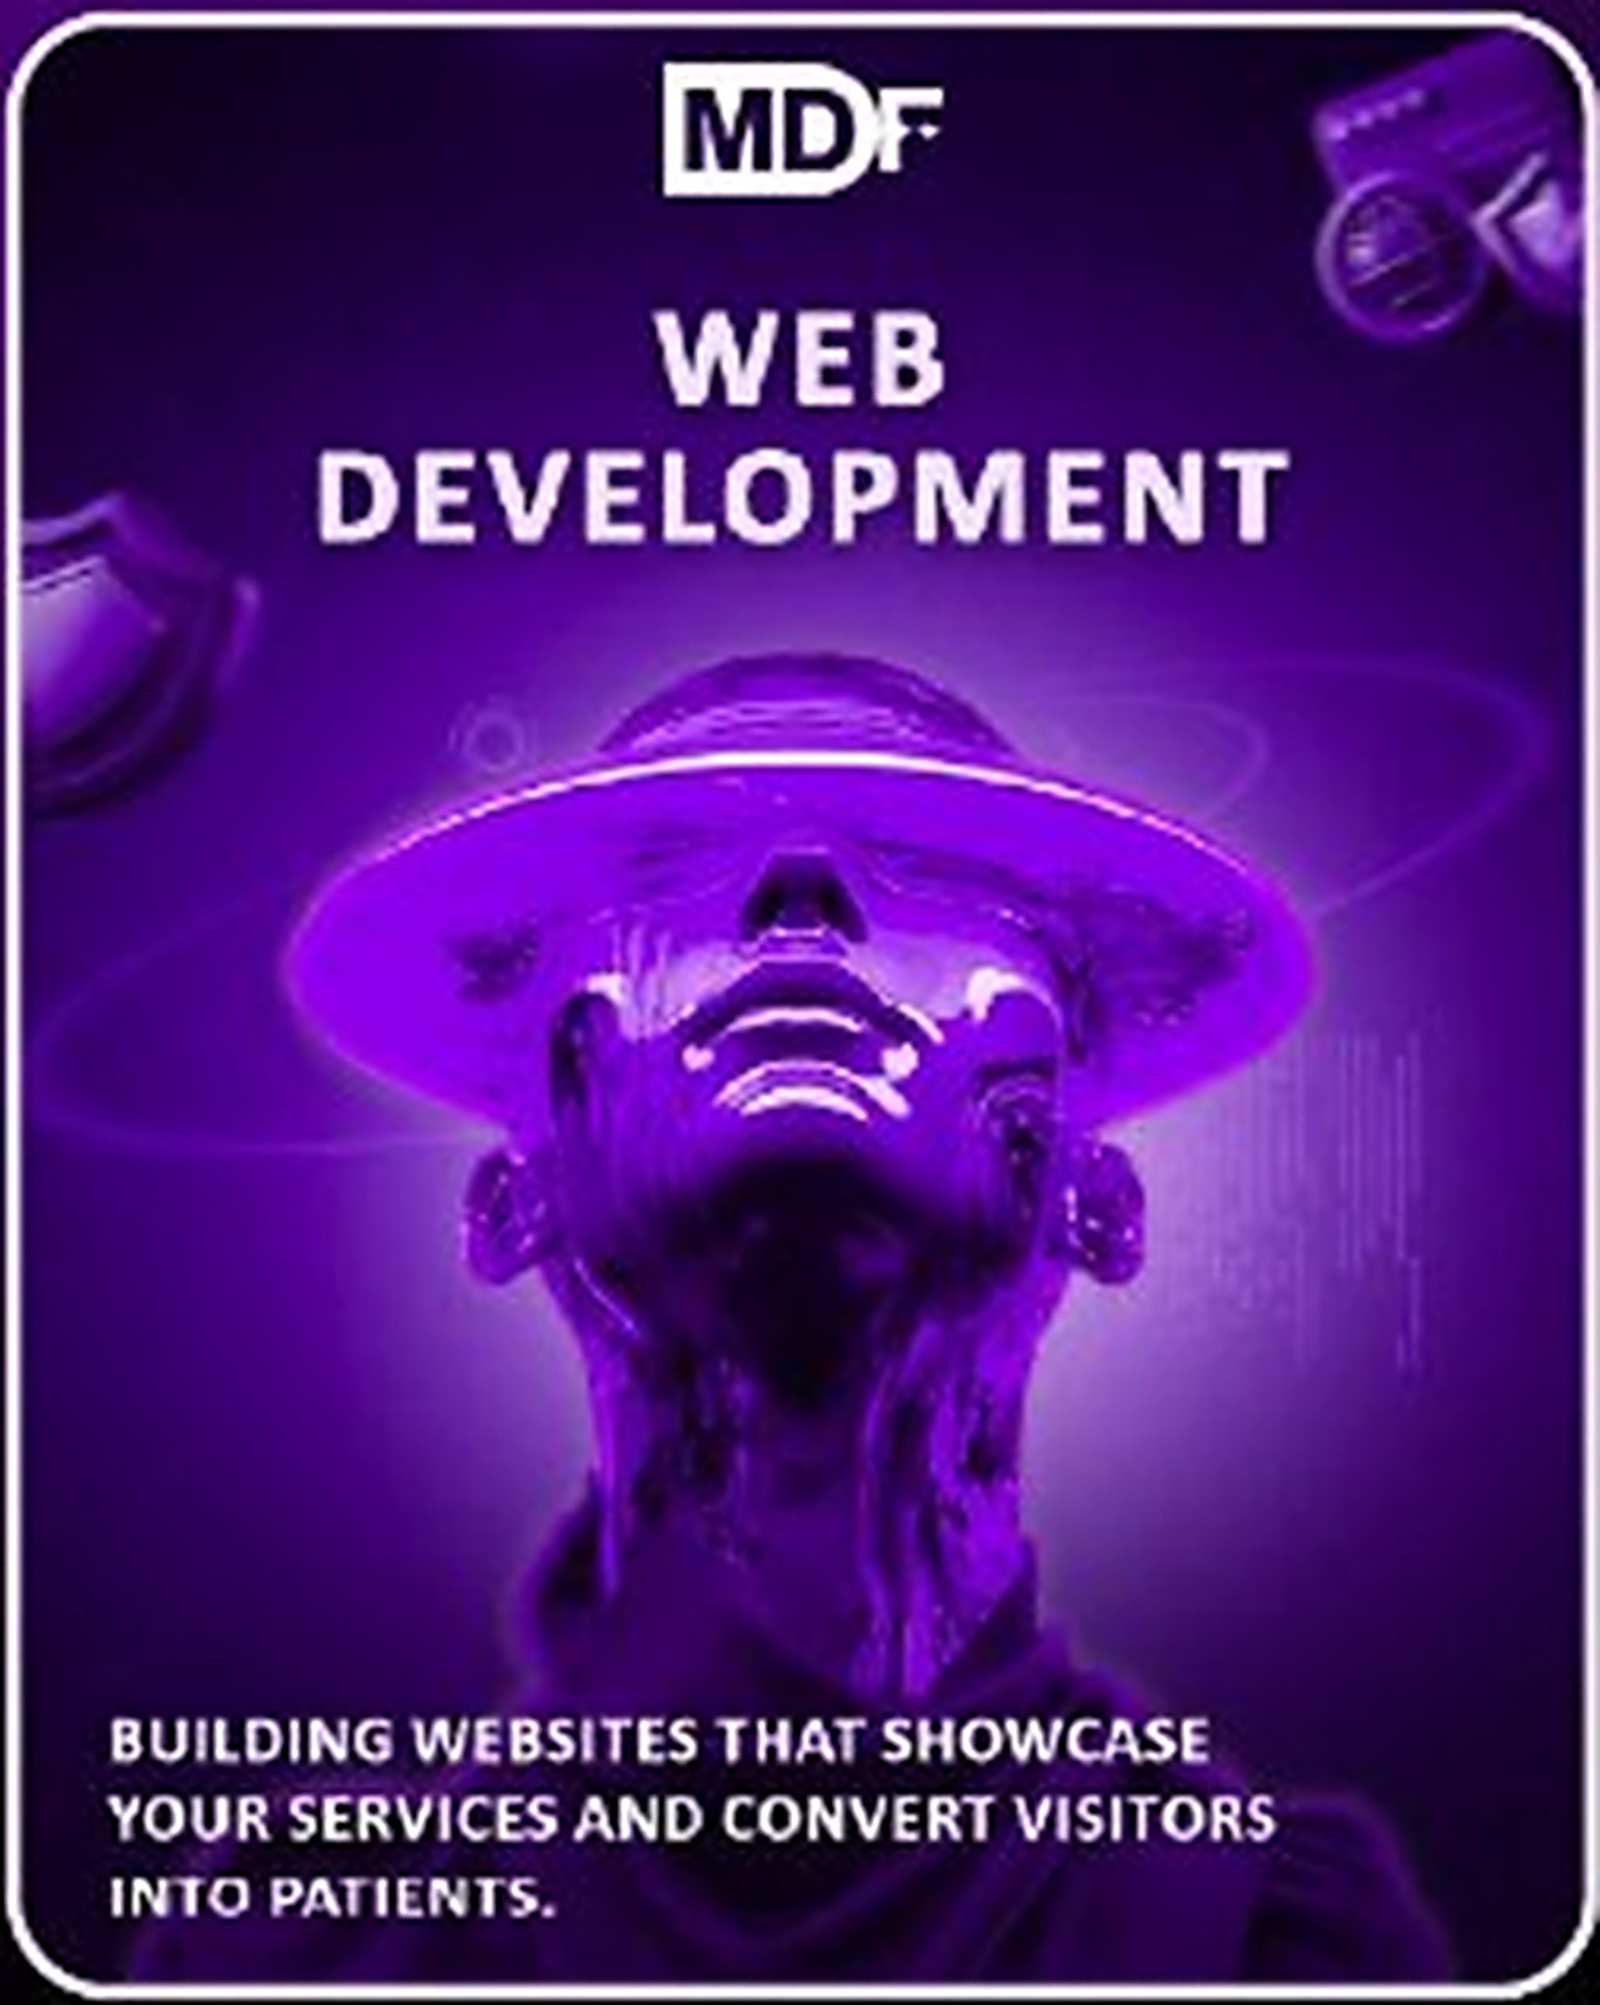 MDF
WEB
DEVELOPMENT
BUILDING WEBSITES THAT SHOWCASE
YOUR SERVICES AND CONVERT VISITORS
INTO PATIENTS.